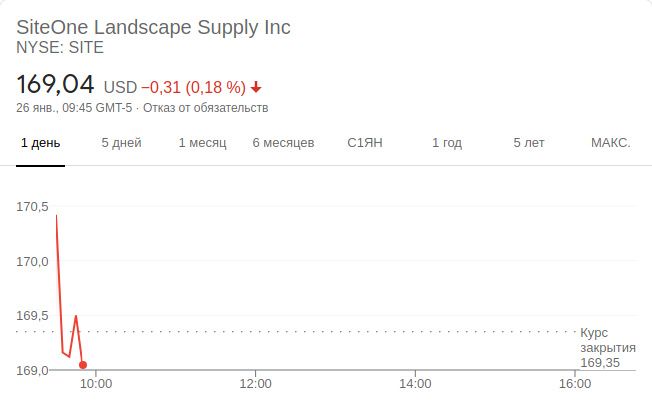 SiteOne Landscape Supply Inc
NYSE: SITE
169,04 USD −0,31 (0,18 %)
26 янв., 09:45 GMT-5 · Отказ от обязательств
1 день 5 дней 1 месяц 6 месяцев С1ЯН 1 год 5 лет МАКС.
170,5
170,0
169,5
Курс
закрытия
169,35
169,0
10:00 12:00 14:00 16:00